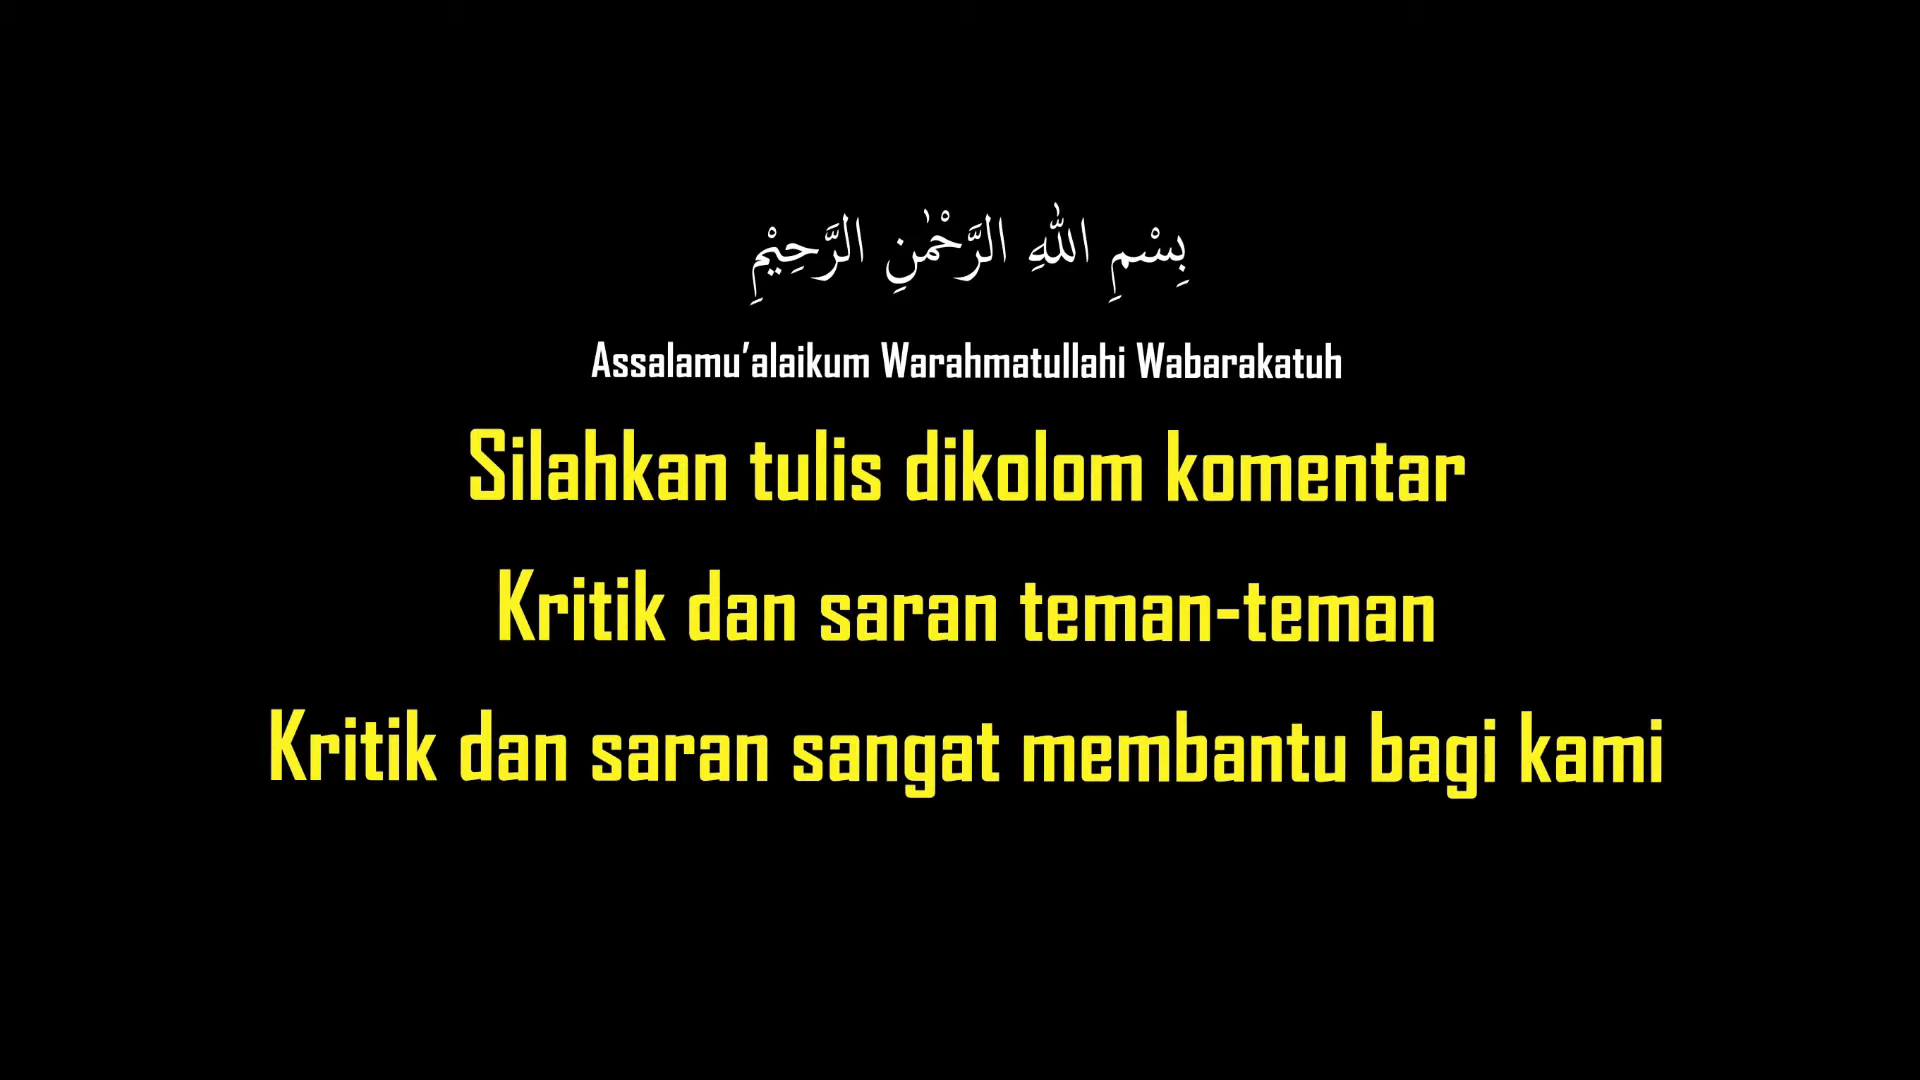 بِسْمِ اللهِ الرَّحْمٰنِ الرَّحِيْمِ
Assalamu’alaikum Warahmatullahi Wabarakatuh
Silahkan tulis dikolom komentar
Kritik dan saran teman-teman
Kritik dan saran sangat membantu bagi kami